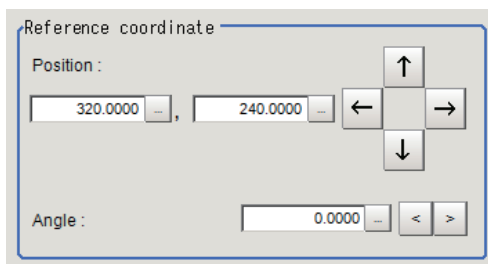 Reference coordinate
Position :
320.0000 ... , 240.0000 ... ← ↑ → ↓
Angle : 0.0000 ... < >